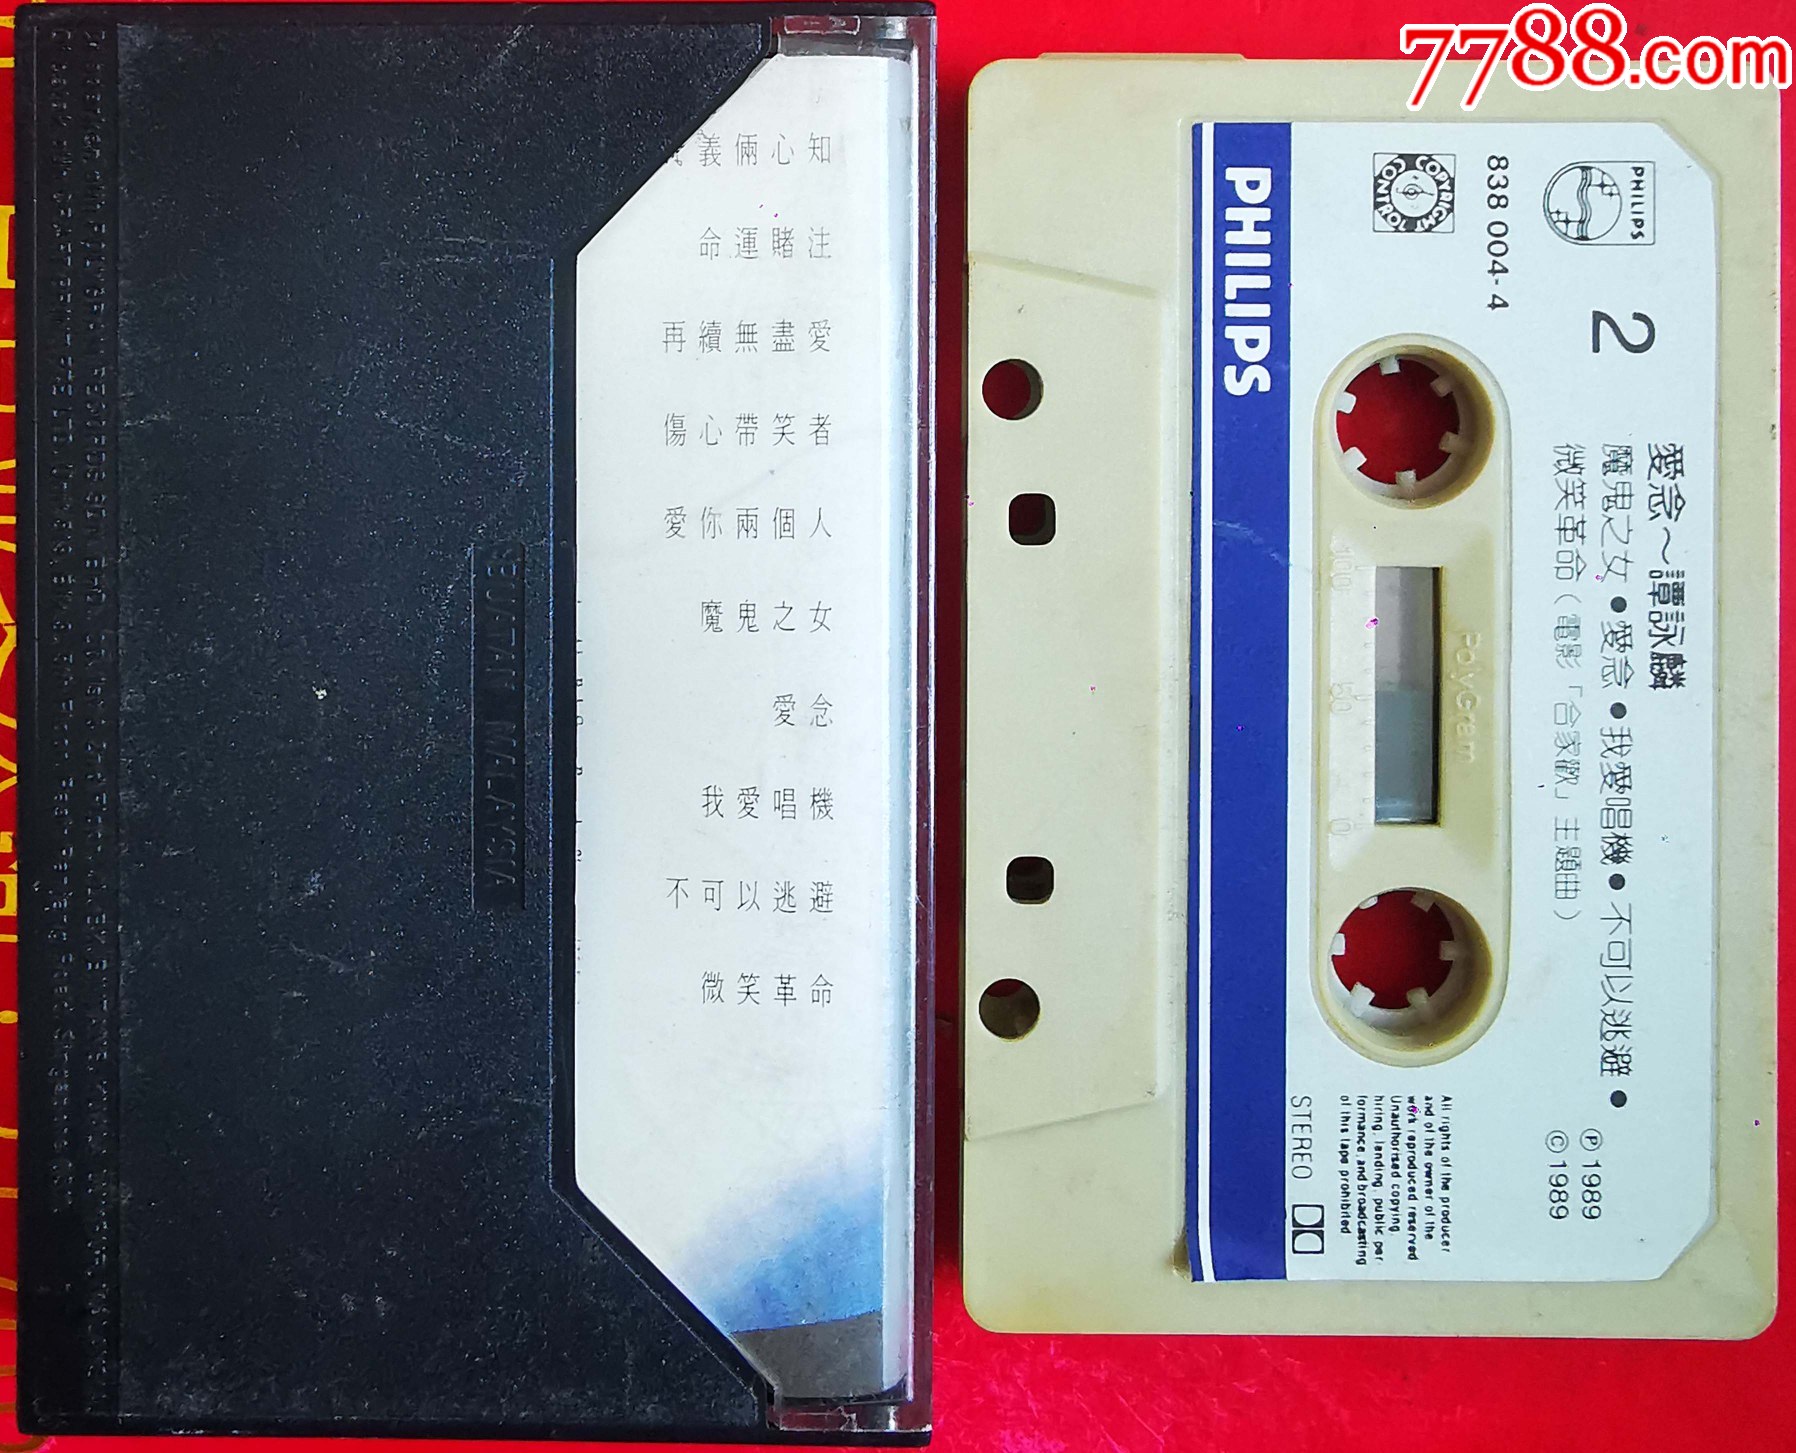 7788.com
義倆心知
命運賭注
再續無盡愛
傷心帶笑者
愛你兩個人
魔鬼之女
愛念
我愛唱機
不可以逃避
微笑革命
MALAYSIA
PHILIPS
COPYRIGHT CONTROL
838 004-4
PHILIPS
2
愛念～譚詠麟
魔鬼之女●愛念●我愛唱機●不可以逃避●
微笑革命（電影「合家歡」主題曲）
100 50 0
PolyGram
Ⓟ 1989
© 1989
All rights of the producer
and of the owner of the
work reproduced reserved
Unauthorised copying,
hiring, lending, public per
formance and broadcasting
of this tape prohibited
STEREO